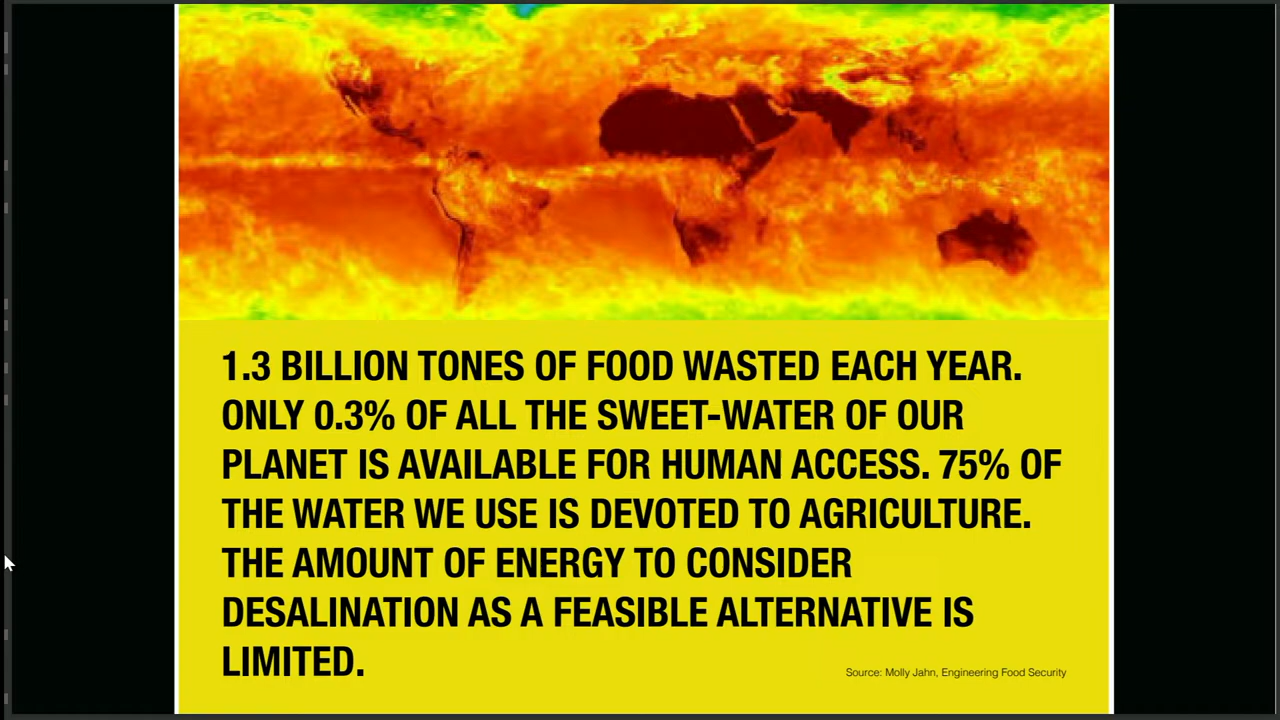 1.3 BILLION TONES OF FOOD WASTED EACH YEAR.
ONLY 0.3% OF ALL THE SWEET-WATER OF OUR
PLANET IS AVAILABLE FOR HUMAN ACCESS. 75% OF
THE WATER WE USE IS DEVOTED TO AGRICULTURE.
THE AMOUNT OF ENERGY TO CONSIDER
DESALINATION AS A FEASIBLE ALTERNATIVE IS
LIMITED.
Source: Molly Jahn, Engineering Food Security